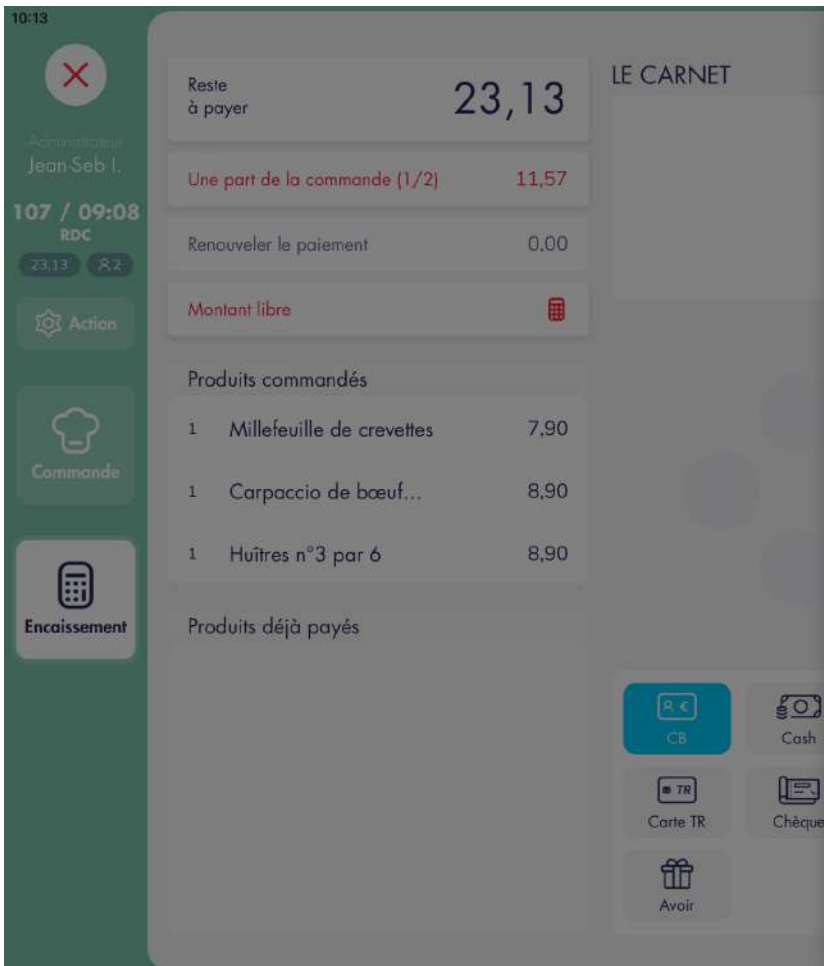 10:13
Administrateur
Jean-Seb I.
107 / 09:08
RDC
23,13
2
Action
Commande
Encaissement
Reste
à payer
23,13
Une part de la commande (1/2) 11,57
Renouveler le paiement 0,00
Montant libre
Produits commandés
1 Millefeuille de crevettes 7,90
1 Carpaccio de bœuf... 8,90
1 Huîtres n°3 par 6 8,90
Produits déjà payés
LE CARNET
R €
CB
Cash
TR
Carte TR
Chèque
Avoir